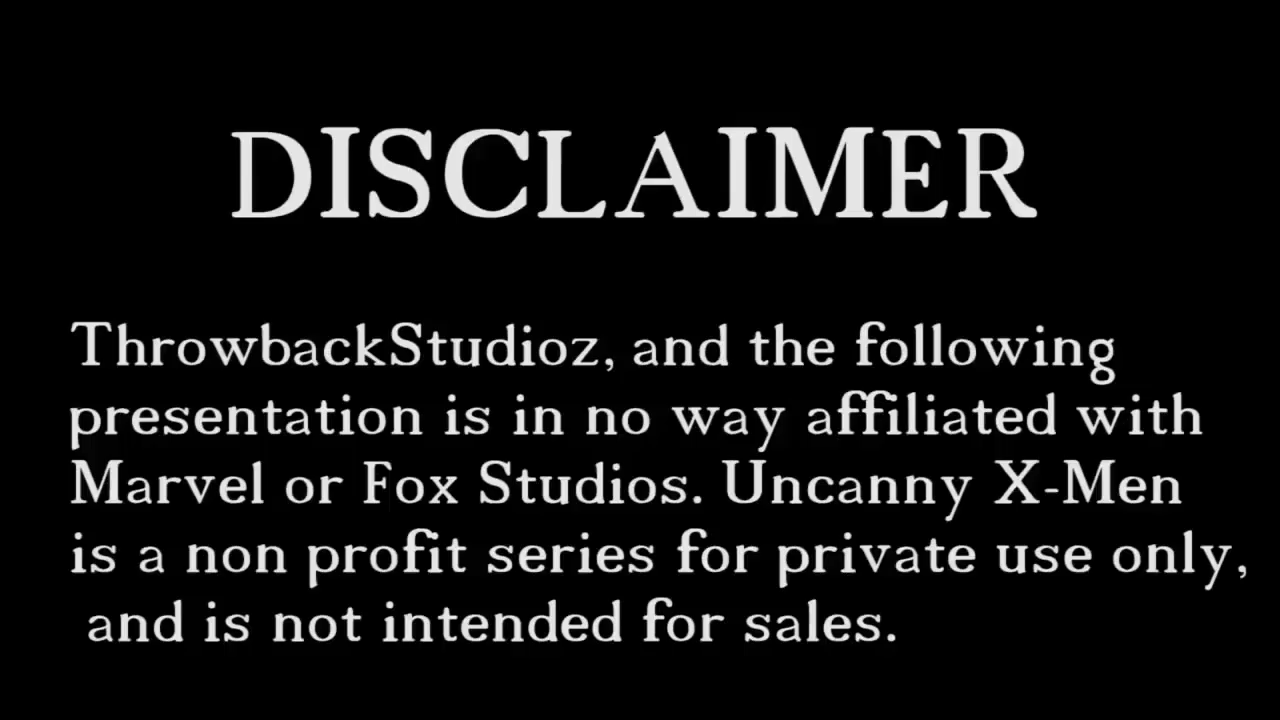 DISCLAIMER
ThrowbackStudioz, and the following
presentation is in no way affiliated with
Marvel or Fox Studios. Uncanny X-Men
is a non profit series for private use only,
and is not intended for sales.